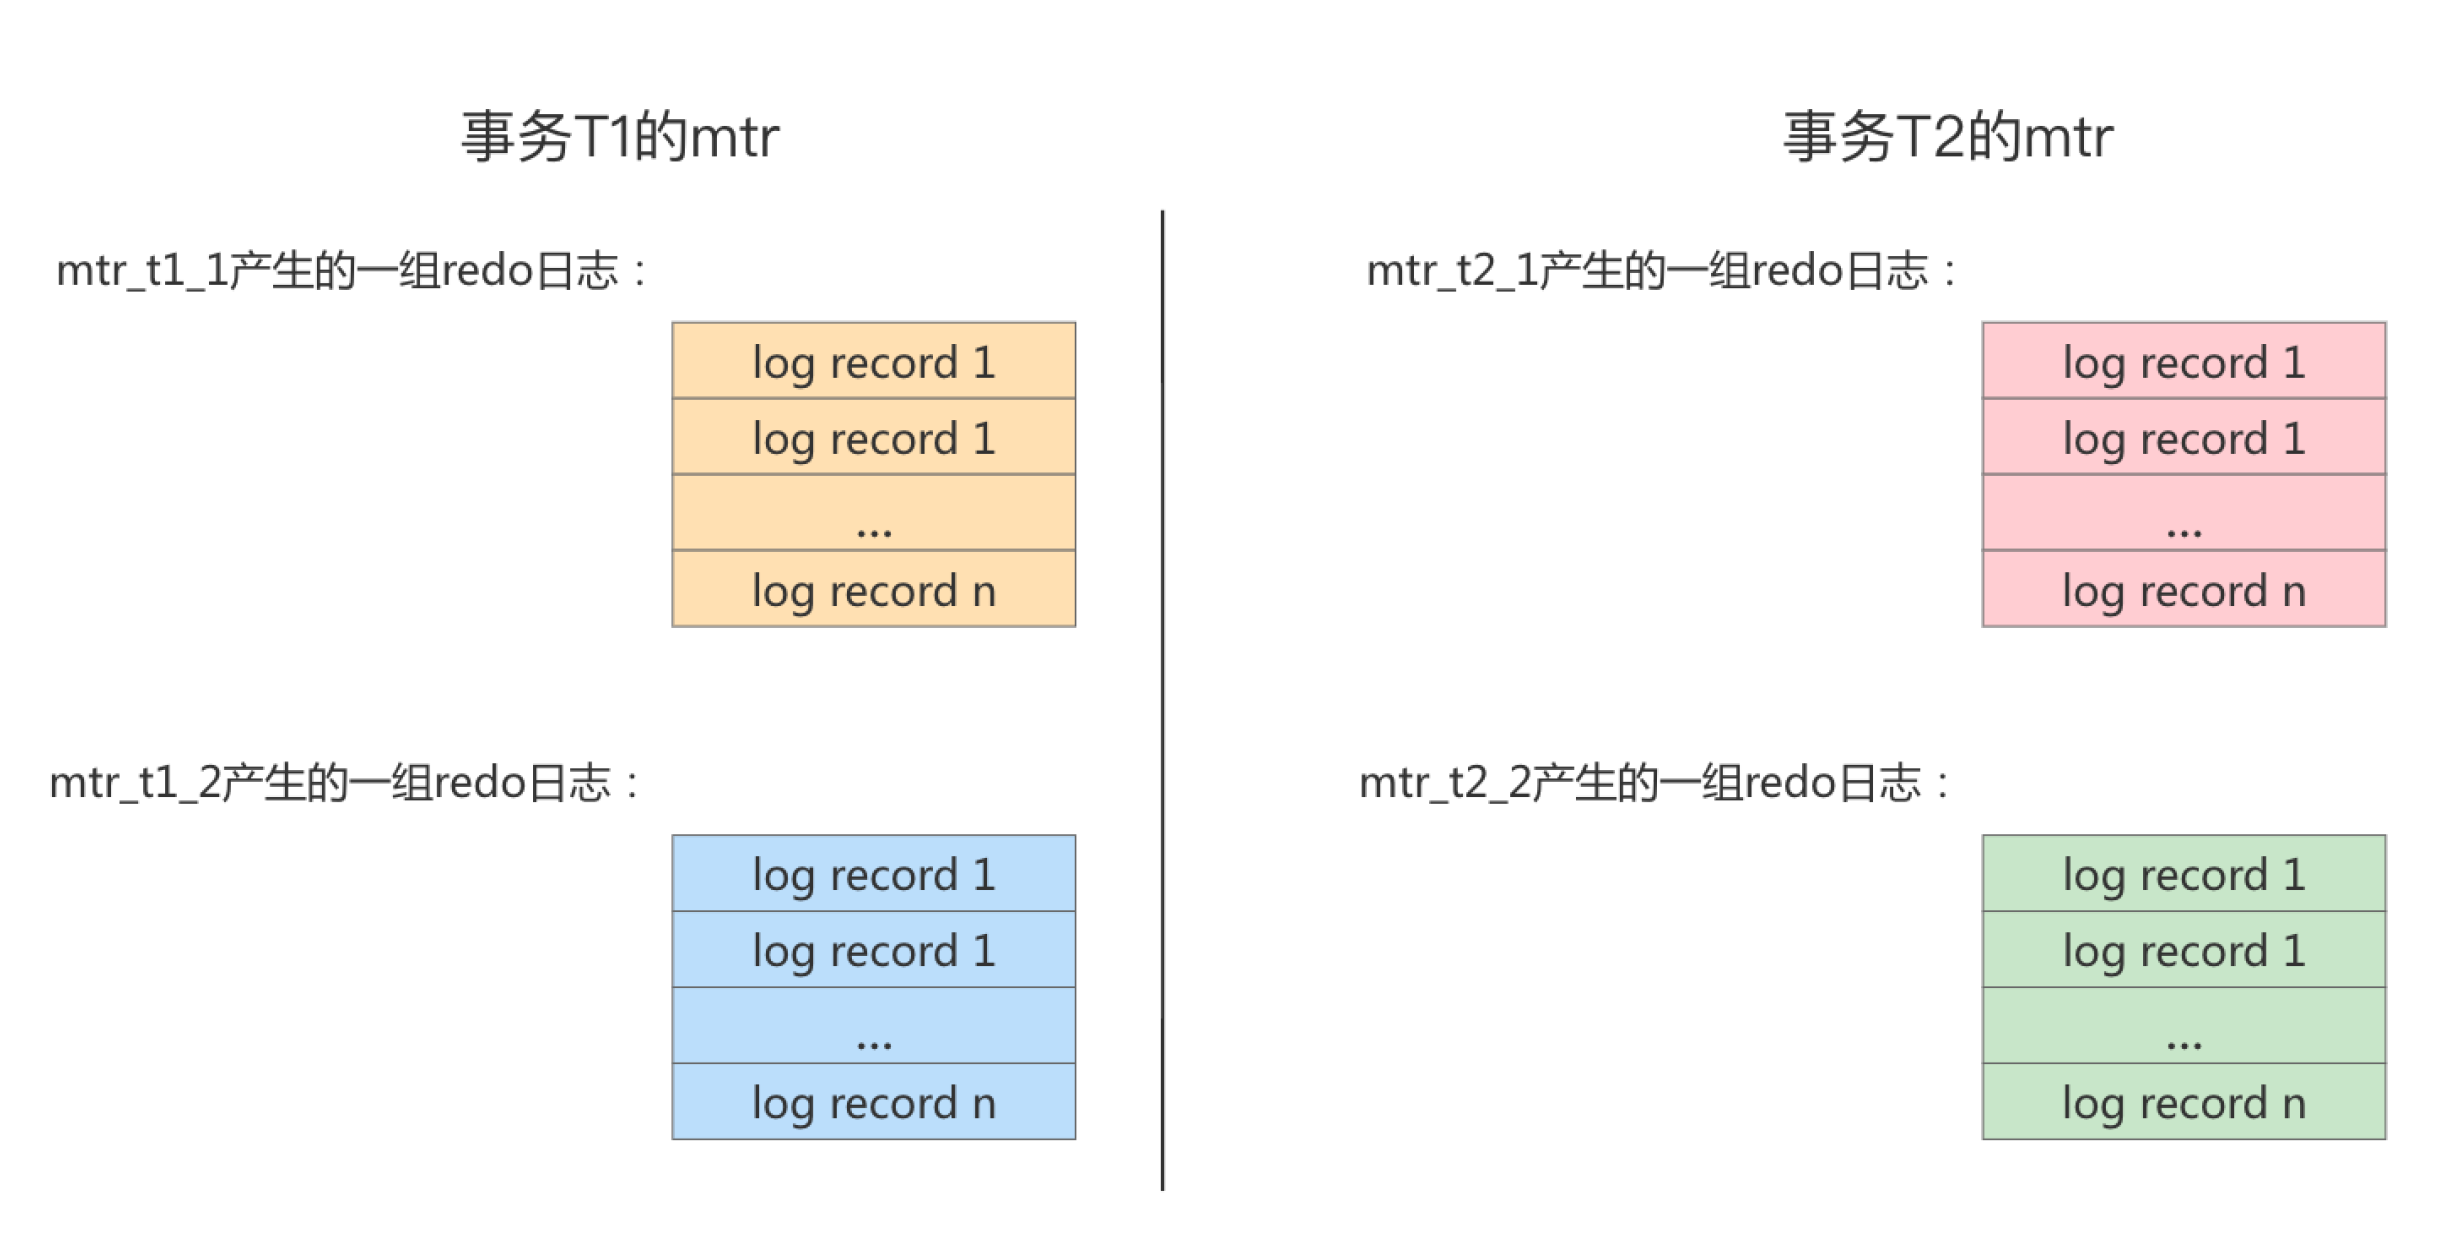 事务T1的mtr
mtr_t1_1产生的一组redo日志：
log record 1
log record 1
...
log record n
mtr_t1_2产生的一组redo日志：
log record 1
log record 1
...
log record n
事务T2的mtr
mtr_t2_1产生的一组redo日志：
log record 1
log record 1
...
log record n
mtr_t2_2产生的一组redo日志：
log record 1
log record 1
...
log record n